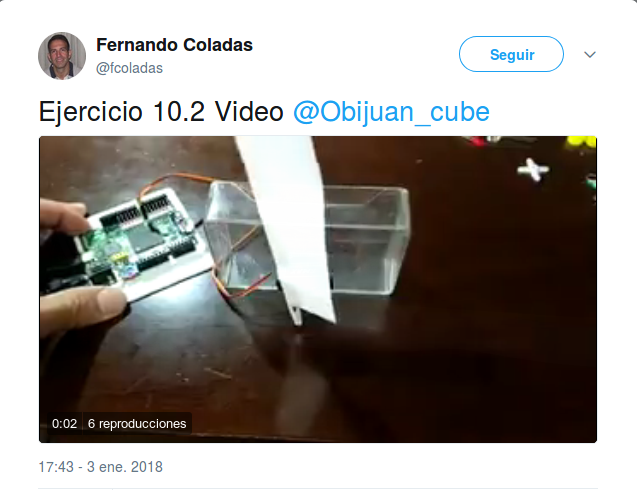 Fernando Coladas
@fcoladas
Seguir
Ejercicio 10.2 Video @Obijuan_cube
0:02 6 reproducciones
17:43 - 3 ene. 2018